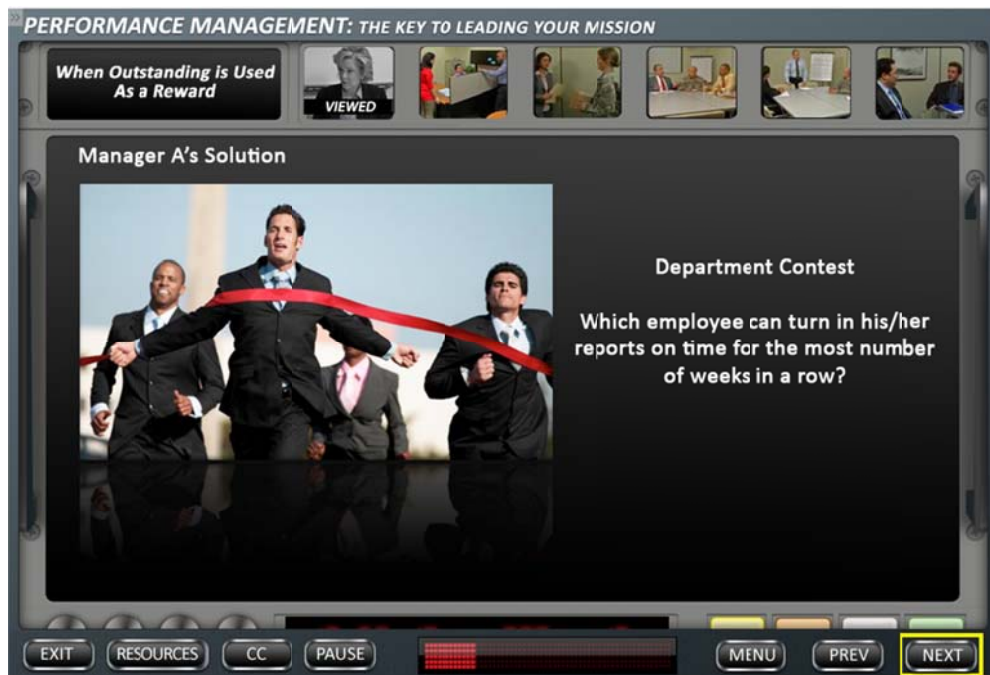 PERFORMANCE MANAGEMENT: THE KEY TO LEADING YOUR MISSION
When Outstanding is Used
As a Reward
VIEWED
Manager A's Solution
Department Contest
Which employee can turn in his/her
reports on time for the most number
of weeks in a row?
EXIT
RESOURCES
CC
PAUSE
MENU
PREV
NEXT